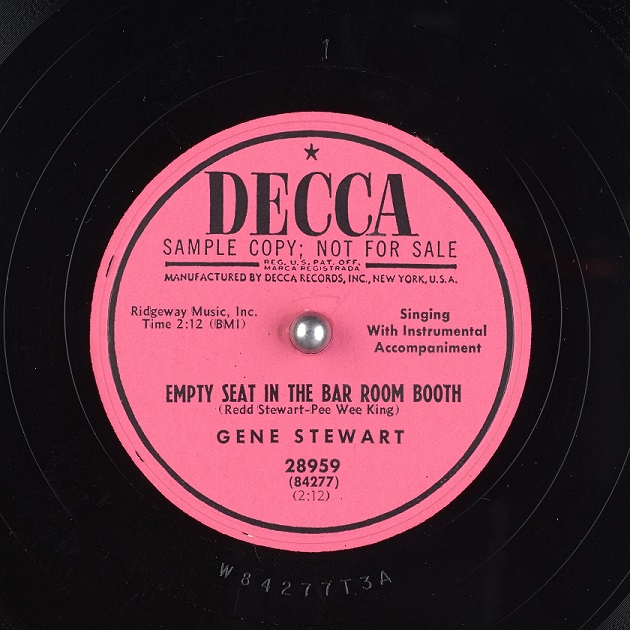 1
DECCA
SAMPLE COPY; NOT FOR SALE
REG. U.S. PAT. OFF.
MARCA REGISTRADA
MANUFACTURED BY DECCA RECORDS, INC., NEW YORK, U.S.A.
Ridgeway Music, Inc.
Time 2:12 (BMI)
Singing
With Instrumental
Accompaniment
EMPTY SEAT IN THE BAR ROOM BOOTH
(Redd Stewart-Pee Wee King)
GENE STEWART
28959
(84277)
(2:12)
W84277T3A